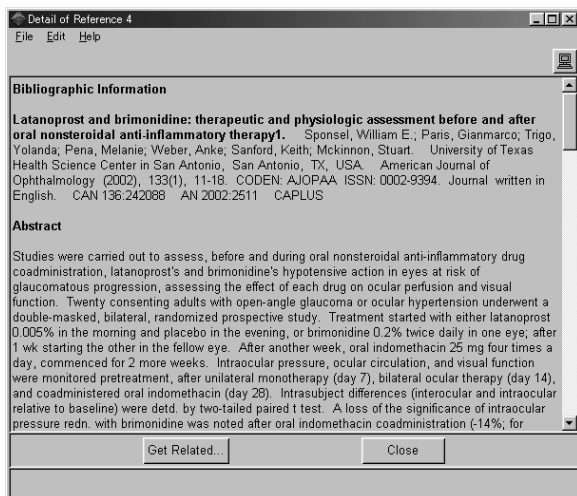 Detail of Reference 4
File Edit Help
Bibliographic Information
Latanoprost and brimonidine: therapeutic and physiologic assessment before and after
oral nonsteroidal anti-inflammatory therapy1. Sponsel, William E.; Paris, Gianmarco; Trigo,
Yolanda; Pena, Melanie; Weber, Anke; Sanford, Keith; Mckinnon, Stuart. University of Texas
Health Science Center in San Antonio, San Antonio, TX, USA. American Journal of
Ophthalmology (2002), 133(1), 11-18. CODEN: AJOPAA ISSN: 0002-9394. Journal written in
English. CAN 136:242088 AN 2002:2511 CAPLUS
Abstract
Studies were carried out to assess, before and during oral nonsteroidal anti-inflammatory drug
coadministration, latanoprost's and brimonidine's hypotensive action in eyes at risk of
glaucomatous progression, assessing the effect of each drug on ocular perfusion and visual
function. Twenty consenting adults with open-angle glaucoma or ocular hypertension underwent a
double-masked, bilateral, randomized prospective study. Treatment started with either latanoprost
0.005% in the morning and placebo in the evening, or brimonidine 0.2% twice daily in one eye; after
1 wk starting the other in the fellow eye. After another week, oral indomethacin 25 mg four times a
day, commenced for 2 more weeks. Intraocular pressure, ocular circulation, and visual function
were monitored pretreatment, after unilateral monotherapy (day 7), bilateral ocular therapy (day 14),
and coadministered oral indomethacin (day 28). Intrasubject differences (interocular and intraocular
relative to baseline) were detd. by two-tailed paired t test. A loss of the significance of intraocular
pressure redn. with brimonidine was noted after oral indomethacin coadministration (-14%; for
Get Related... Close